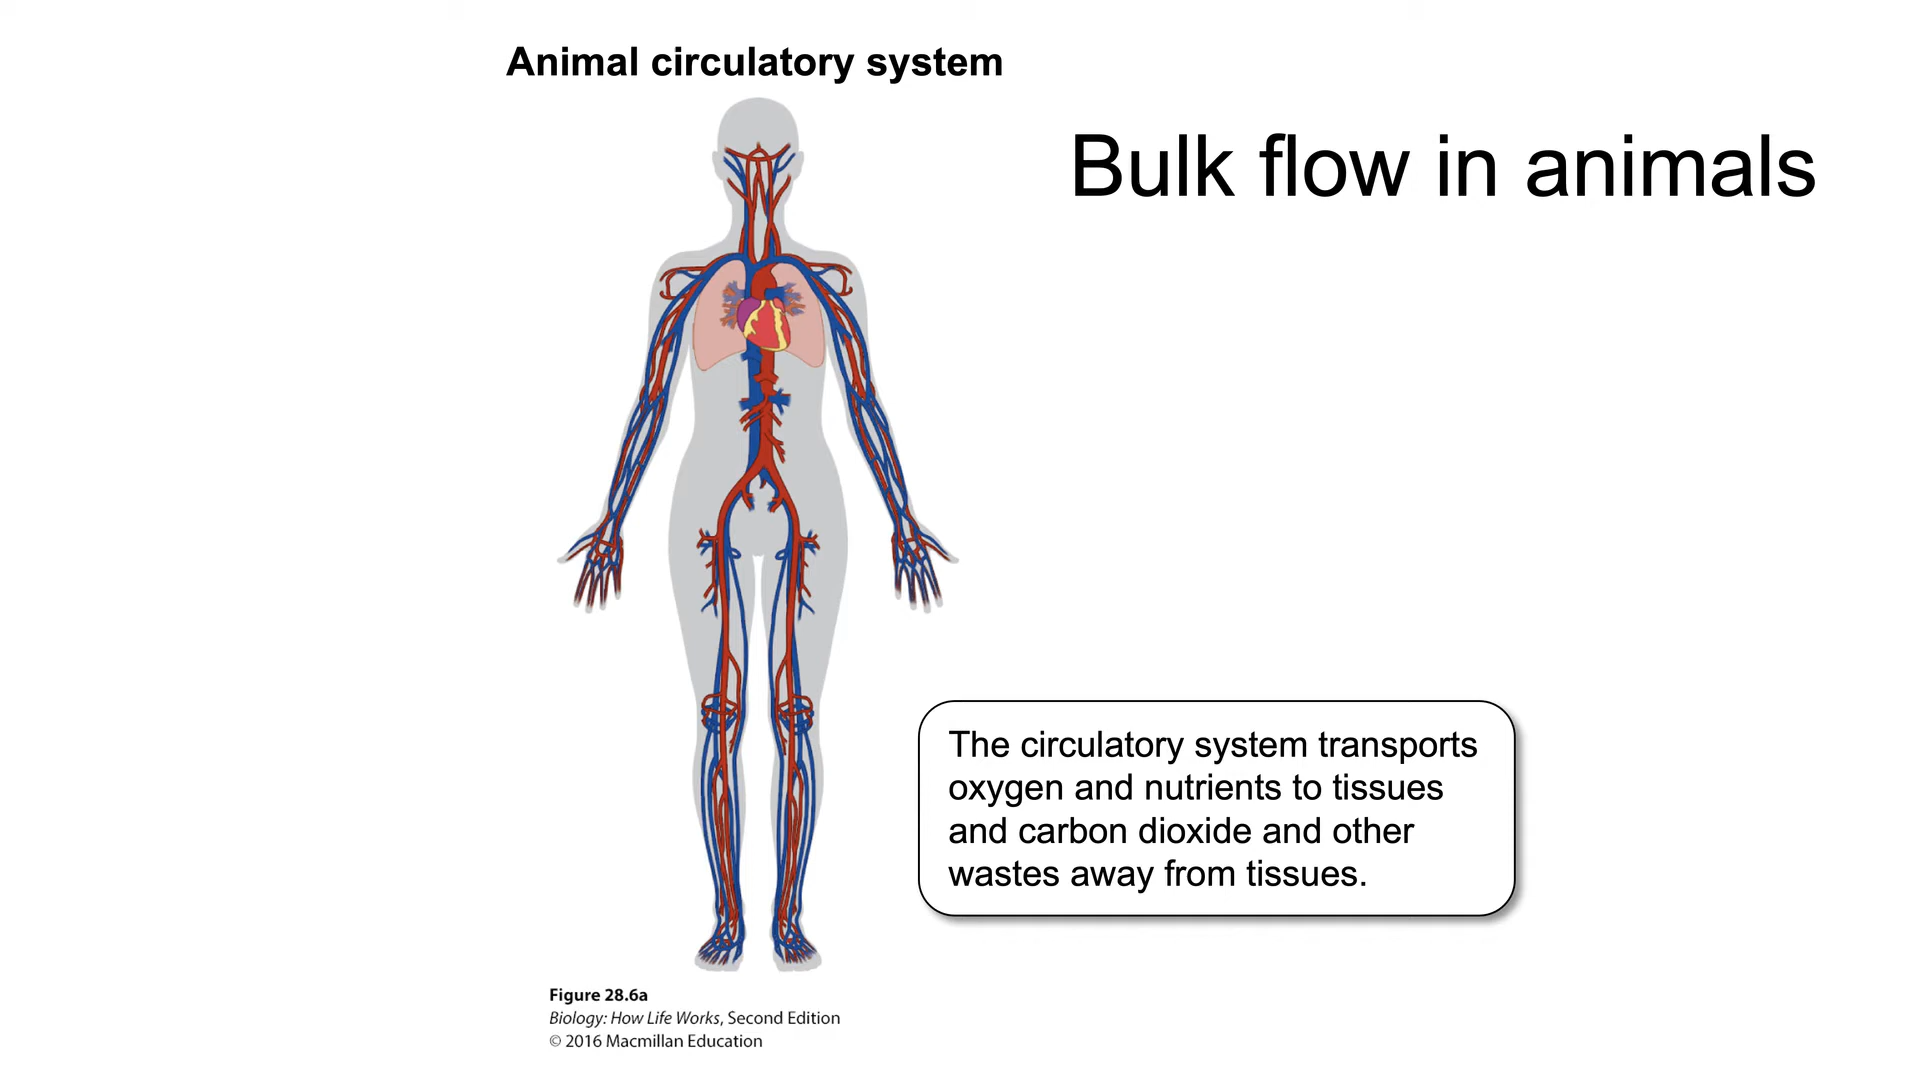 Animal circulatory system
Bulk flow in animals
The circulatory system transports
oxygen and nutrients to tissues
and carbon dioxide and other
wastes away from tissues.
Figure 28.6a
Biology: How Life Works, Second Edition
© 2016 Macmillan Education